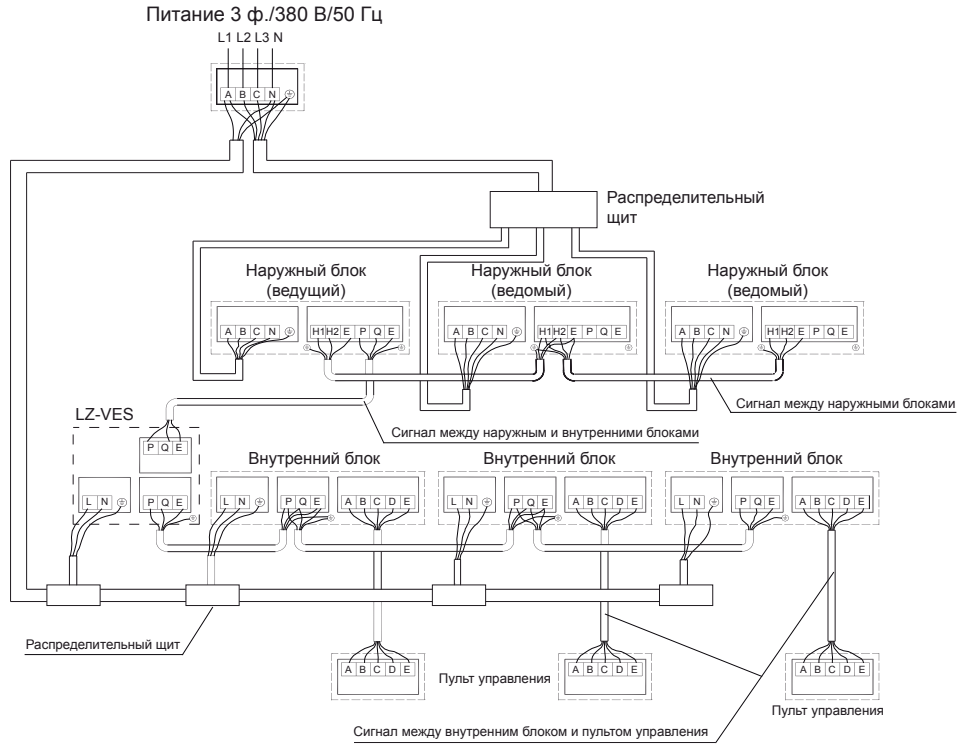 Питание 3 ф./380 В/50 Гц
L1 L2 L3 N
A B C N
Распределительный
щит
Наружный блок
(ведущий)
Наружный блок
(ведомый)
Наружный блок
(ведомый)
A B C N
H1 H2 E P Q E
A B C N
H1 H2 E P Q E
A B C N
H1 H2 E P Q E
Сигнал между наружными блоками
LZ-VES
Сигнал между наружным и внутренними блоками
P Q E
Внутренний блок
Внутренний блок
Внутренний блок
L N
P Q E
L N
P Q E
A B C D E
L N
P Q E
A B C D E
L N
P Q E
A B C D E
Распределительный щит
A B C D E
Пульт управления
A B C D E
A B C D E
Пульт управления
Сигнал между внутренним блоком и пультом управления